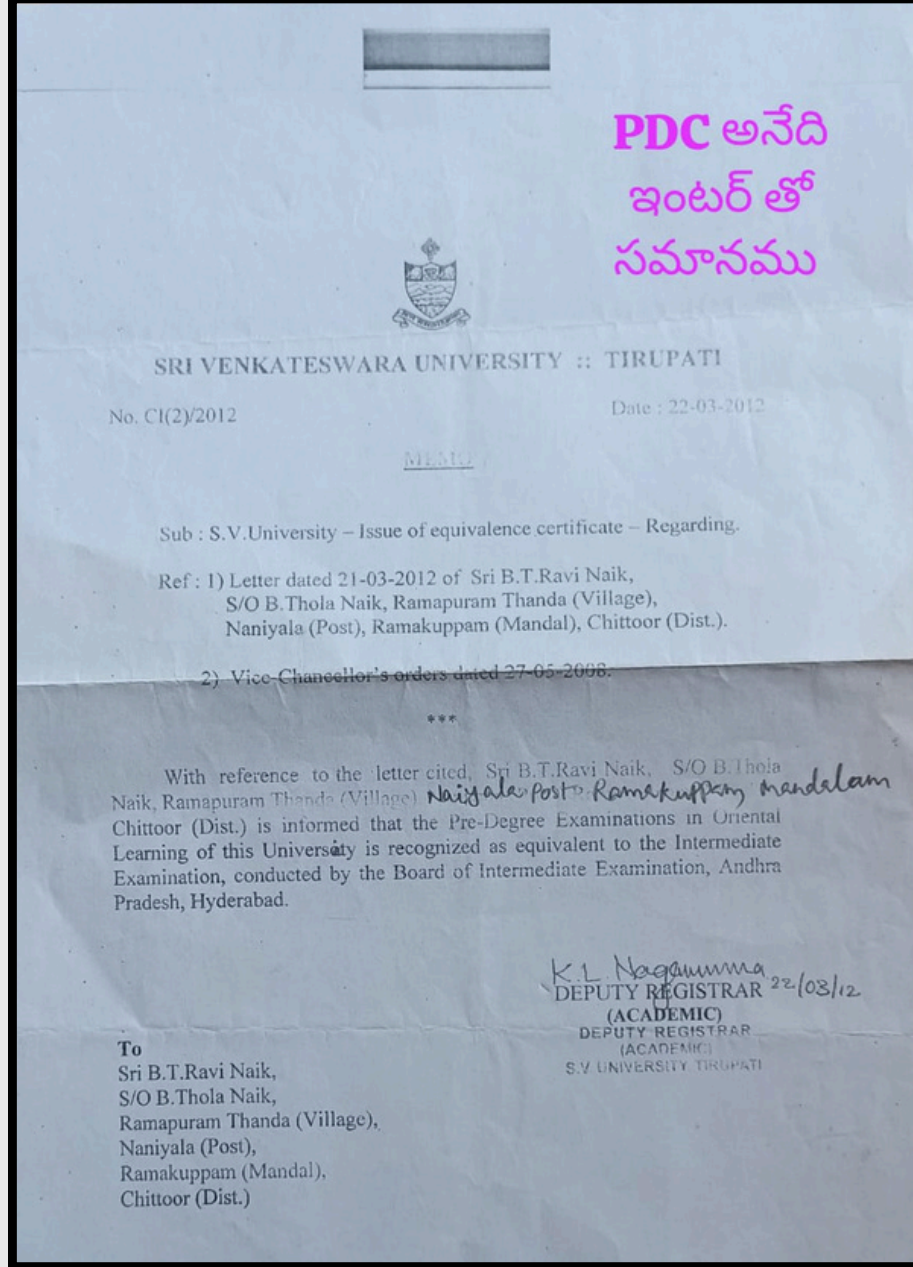 PDC అనేది
ఇంటర్ తో
సమానము
SRI VENKATESWARA UNIVERSITY :: TIRUPATI
No. CI(2)/2012
Date : 22-03-2012
MEMO
Sub : S.V.University – Issue of equivalence certificate – Regarding.
Ref : 1) Letter dated 21-03-2012 of Sri B.T.Ravi Naik,
S/O B.Thola Naik, Ramapuram Thanda (Village),
Naniyala (Post), Ramakuppam (Mandal), Chittoor (Dist.).
2) Vice-Chancellor's orders dated 27-05-2008.
***
With reference to the letter cited, Sri B.T.Ravi Naik, S/O B.Thola
Naik, Ramapuram Thanda (Village) Naiyala Post Ramakuppam mandalam
Chittoor (Dist.) is informed that the Pre-Degree Examinations in Oriental
Learning of this University is recognized as equivalent to the Intermediate
Examination, conducted by the Board of Intermediate Examination, Andhra
Pradesh, Hyderabad.
K.L. 
DEPUTY REGISTRAR 22/03/12
(ACADEMIC)
DEPUTY REGISTRAR
(ACADEMIC)
S.V UNIVERSITY TIRUPATI
To
Sri B.T.Ravi Naik,
S/O B.Thola Naik,
Ramapuram Thanda (Village),
Naniyala (Post),
Ramakuppam (Mandal),
Chittoor (Dist.)